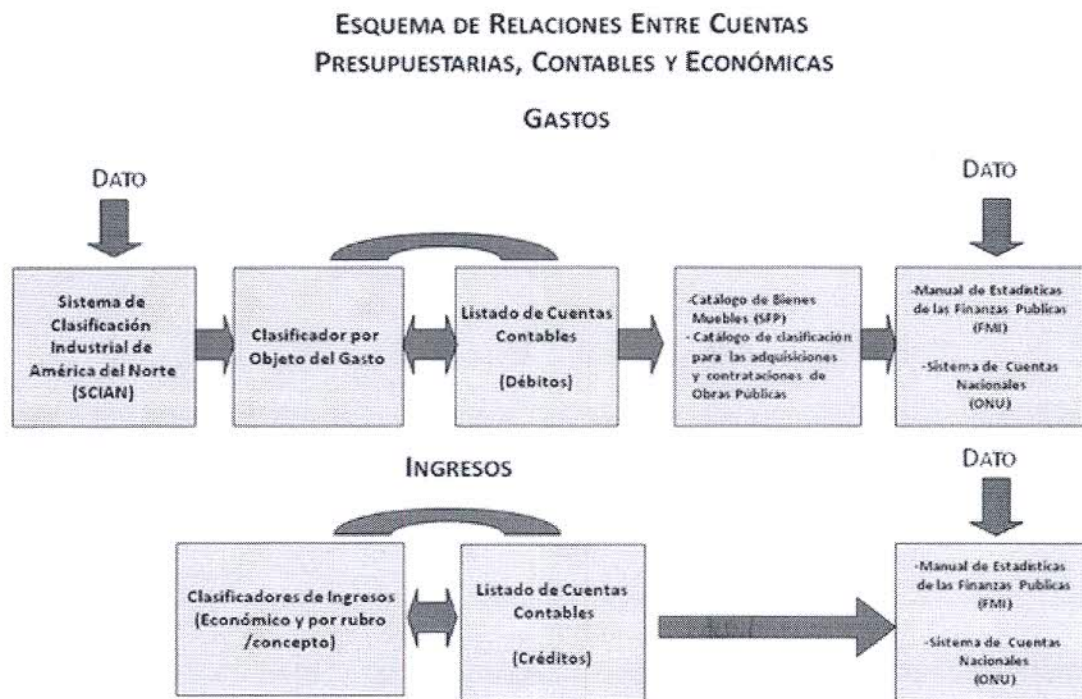 ESQUEMA DE RELACIONES ENTRE CUENTAS
PRESUPUESTARIAS, CONTABLES Y ECONÓMICAS
GASTOS
DATO
DATO
Sistema de
Clasificación
Industrial de
América del Norte
(SCIAN)
Clasificador por
Objeto del Gasto
Listado de Cuentas
Contables
(Débitos)
-Catálogo de Bienes
Muebles (SFP)
- Catálogo de clasificación
para las adquisiciones
y contrataciones de
Obras Públicas
-Manual de Estadísticas
de las Finanzas Publicas
(FMI)
-Sistema de Cuentas
Nacionales
(ONU)
INGRESOS
DATO
Clasificadores de Ingresos
(Económico y por rubro
/concepto)
Listado de Cuentas
Contables
(Créditos)
-Manual de Estadísticas
de las Finanzas Publicas
(FMI)
-Sistema de Cuentas
Nacionales
(ONU)